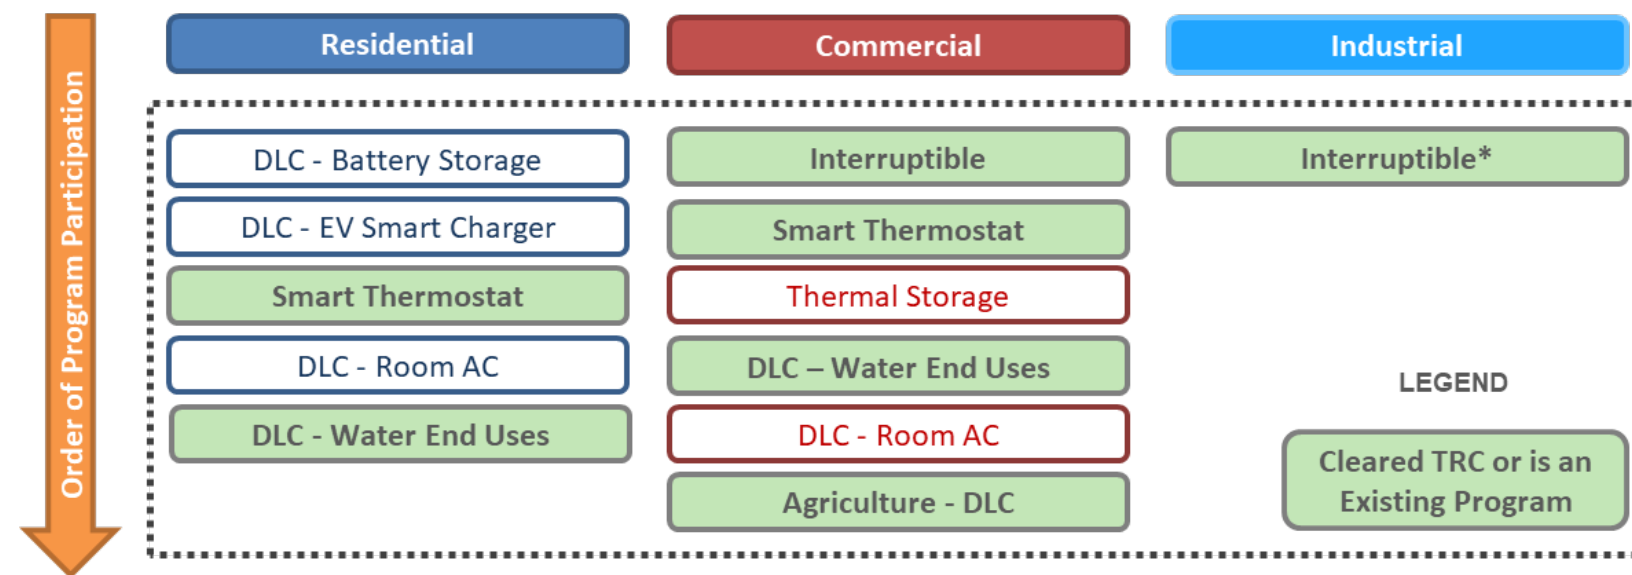 Order of Program Participation
Residential
Commercial
Industrial
DLC - Battery Storage
Interruptible
Interruptible*
DLC - EV Smart Charger
Smart Thermostat
Smart Thermostat
Thermal Storage
DLC - Room AC
DLC – Water End Uses
DLC - Water End Uses
DLC - Room AC
Agriculture - DLC
LEGEND
Cleared TRC or is an
Existing Program